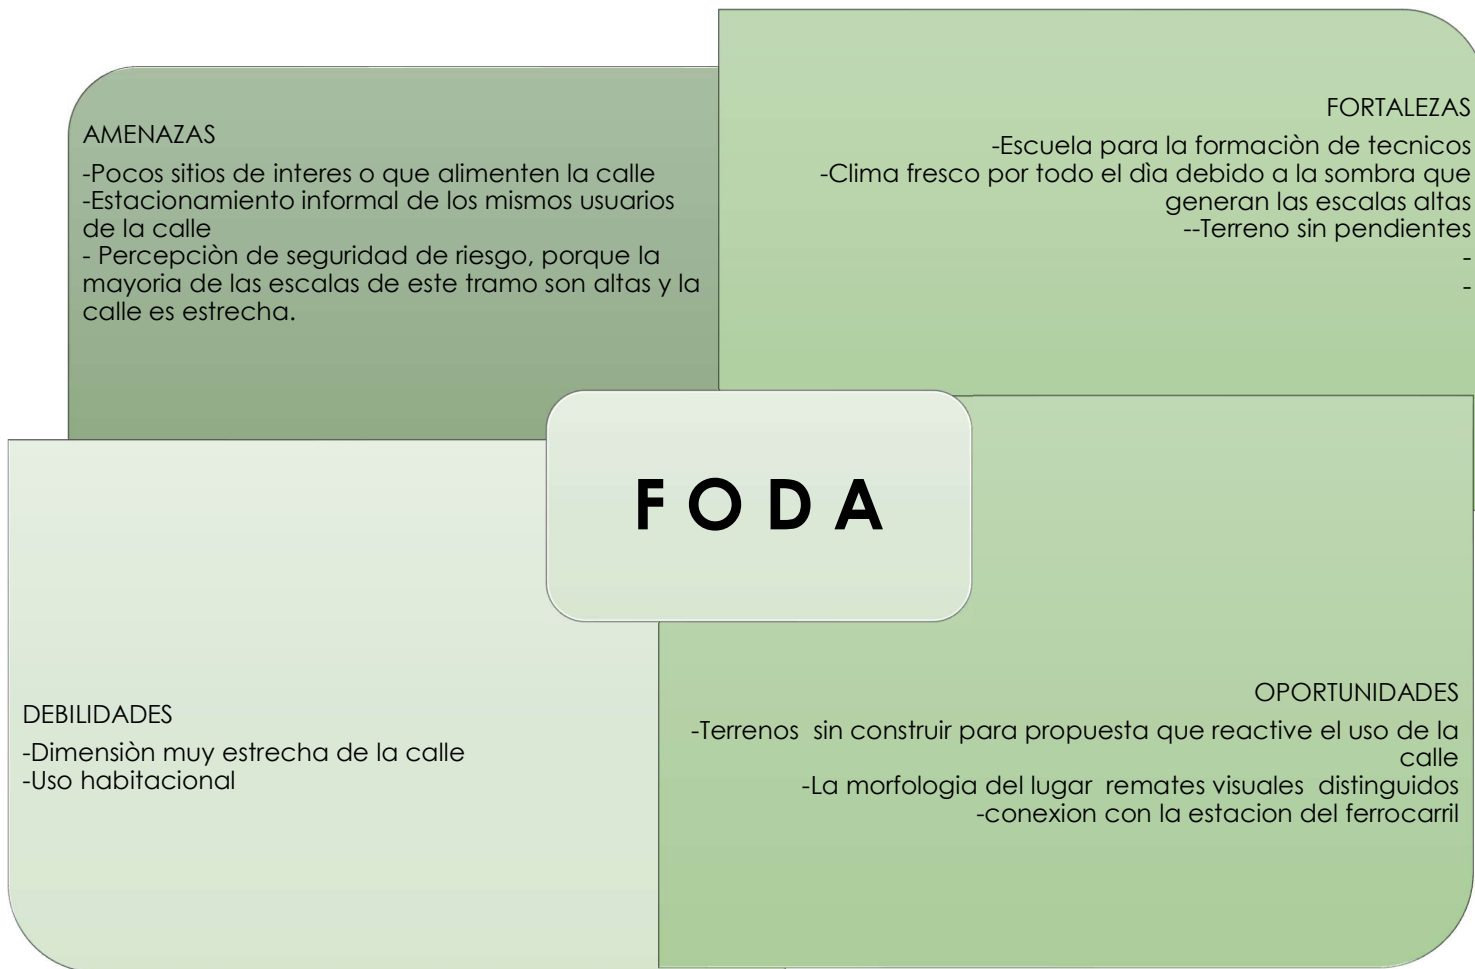 AMENAZAS
-Pocos sitios de interes o que alimenten la calle
-Estacionamiento informal de los mismos usuarios
de la calle
- Percepciòn de seguridad de riesgo, porque la
mayoria de las escalas de este tramo son altas y la
calle es estrecha.
FORTALEZAS
-Escuela para la formaciòn de tecnicos
-Clima fresco por todo el dìa debido a la sombra que
generan las escalas altas
--Terreno sin pendientes
-
-
F O D A
DEBILIDADES
-Dimensiòn muy estrecha de la calle
-Uso habitacional
OPORTUNIDADES
-Terrenos  sin construir para propuesta que reactive el uso de la
calle
-La morfologia del lugar  remates visuales  distinguidos
-conexion con la estacion del ferrocarril